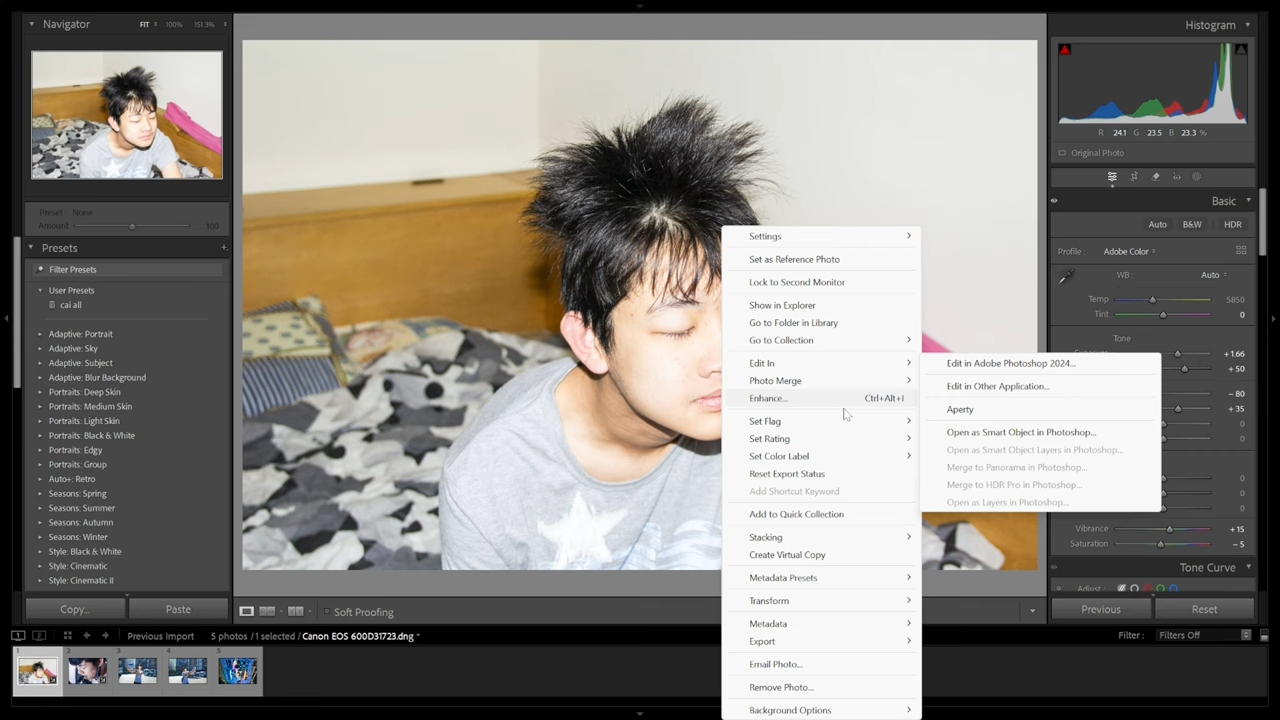 Navigator FIT 100% 151.3%
Preset: None
Amount 100
Presets +
Filter Presets
User Presets
cai all
Adaptive: Portrait
Adaptive: Sky
Adaptive: Subject
Adaptive: Blur Background
Portraits: Deep Skin
Portraits: Medium Skin
Portraits: Light Skin
Portraits: Black & White
Portraits: Edgy
Portraits: Group
Auto+: Retro
Seasons: Spring
Seasons: Summer
Seasons: Autumn
Seasons: Winter
Style: Black & White
Style: Cinematic
Style: Cinematic II
Copy... Paste
Settings
Set as Reference Photo
Lock to Second Monitor
Show in Explorer
Go to Folder in Library
Go to Collection
Edit In
Photo Merge
Enhance... Ctrl+Alt+I
Set Flag
Set Rating
Set Color Label
Reset Export Status
Add Shortcut Keyword
Add to Quick Collection
Stacking
Create Virtual Copy
Metadata Presets
Transform
Metadata
Export
Email Photo...
Remove Photo...
Background Options
Edit in Adobe Photoshop 2024...
Edit in Other Application...
Aperty
Open as Smart Object in Photoshop...
Open as Smart Object Layers in Photoshop...
Merge to Panorama in Photoshop...
Merge to HDR Pro in Photoshop...
Open as Layers in Photoshop...
Histogram
R 24.1 G 23.5 B 23.3 %
Original Photo
Basic
Auto B&W HDR
Profile: Adobe Color
WB: Auto
Temp 5850
Tint 0
Tone
+1.66
+50
-80
+35
0
0
0
0
0
Vibrance +15
Saturation -5
Tone Curve
Adjust:
Previous Reset
Soft Proofing
1 2 Previous Import 5 photos / 1 selected / Canon EOS 600D31723.dng
Filter: Filters Off
1 2 3 4 5